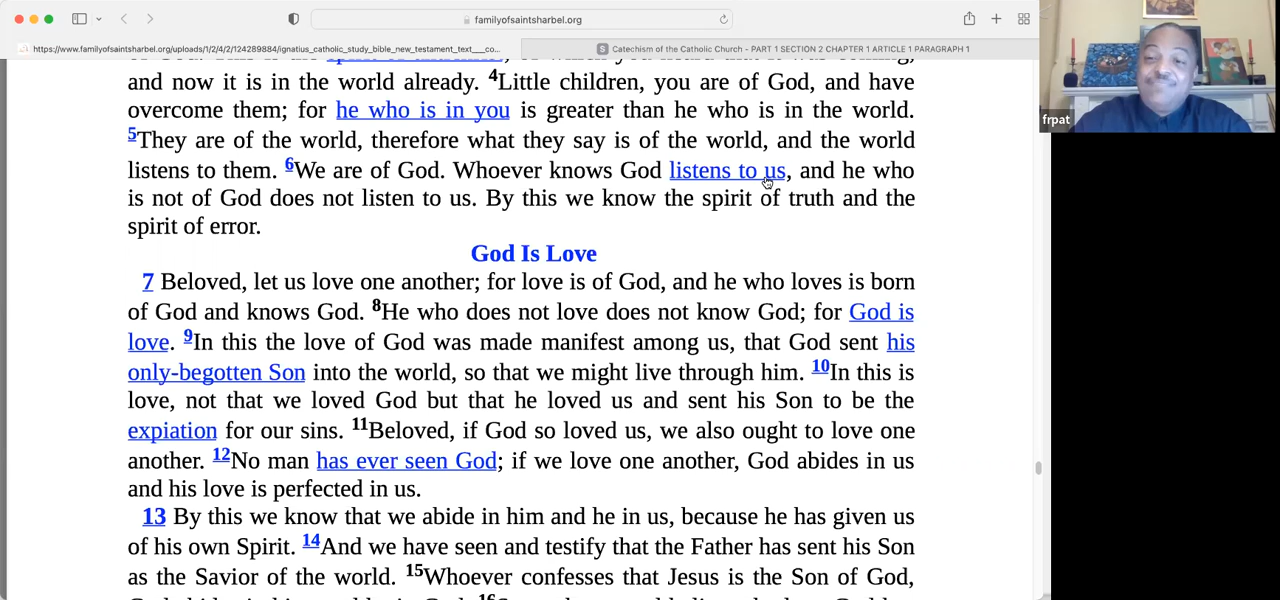 familyofsaintsharbel.org
https://www.familyofsaintsharbel.org/uploads/1/2/4/2/124289884/ignatius_catholic_study_bible_new_testament_text___co...
S Catechism of the Catholic Church - PART 1 SECTION 2 CHAPTER 1 ARTICLE 1 PARAGRAPH 1
frpat
and now it is in the world already. 4Little children, you are of God, and have
overcome them; for he who is in you is greater than he who is in the world.
5They are of the world, therefore what they say is of the world, and the world
listens to them. 6We are of God. Whoever knows God listens to us, and he who
is not of God does not listen to us. By this we know the spirit of truth and the
spirit of error.
God Is Love
7 Beloved, let us love one another; for love is of God, and he who loves is born
of God and knows God. 8He who does not love does not know God; for God is
love. 9In this the love of God was made manifest among us, that God sent his
only-begotten Son into the world, so that we might live through him. 10In this is
love, not that we loved God but that he loved us and sent his Son to be the
expiation for our sins. 11Beloved, if God so loved us, we also ought to love one
another. 12No man has ever seen God; if we love one another, God abides in us
and his love is perfected in us.
13 By this we know that we abide in him and he in us, because he has given us
of his own Spirit. 14And we have seen and testify that the Father has sent his Son
as the Savior of the world. 15Whoever confesses that Jesus is the Son of God,